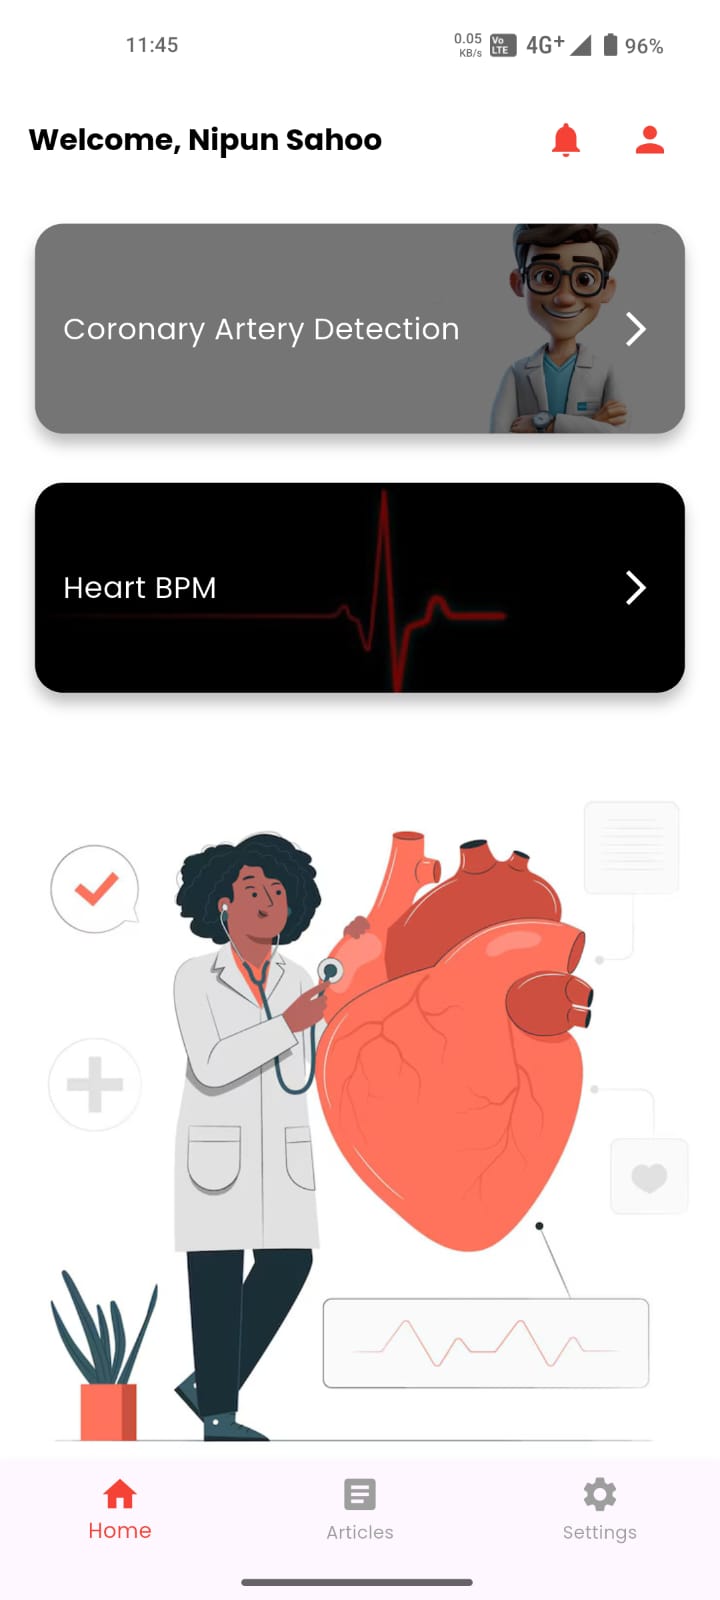 11:45
0.05 KB/s Vo LTE 4G+ 96%
Welcome, Nipun Sahoo
Coronary Artery Detection
Heart BPM
Home Articles Settings